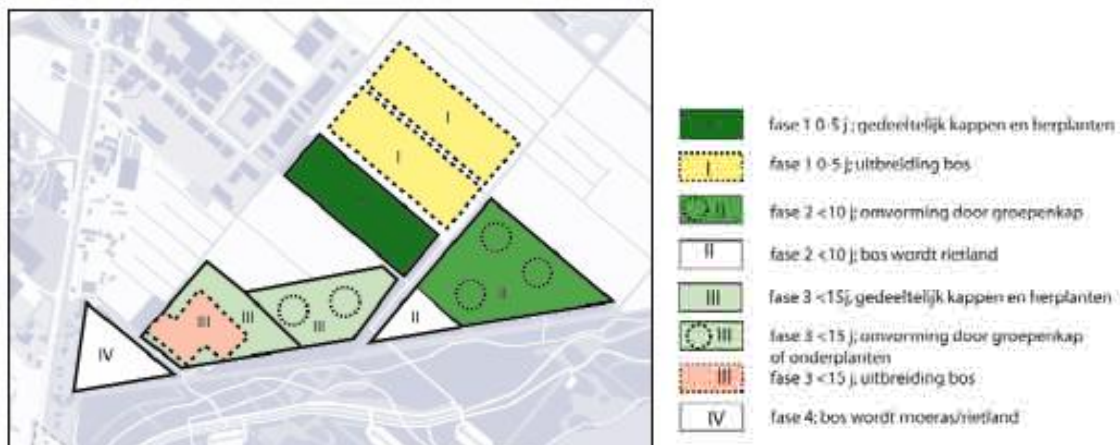 I
I
II
II
III
III
III
IV
fase 1 0-5 j; gedeeltelijk kappen en herplanten
I fase 1 0-5 j; uitbreiding bos
II fase 2 <10 j; omvorming door groepenkap
II fase 2 <10 j; bos wordt rietland
III fase 3 <15 j, gedeeltelijk kappen en herplanten
III fase 3 <15 j, omvorming door groepenkap
of onderplanten
III fase 3 <15 j, uitbreiding bos
IV fase 4; bos wordt moeras/rietland